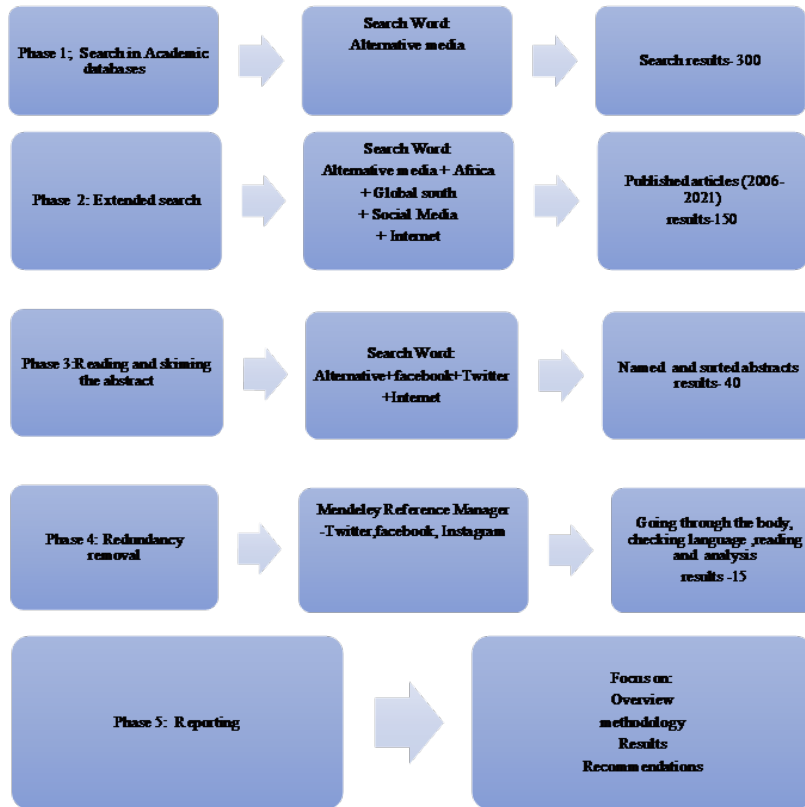 Phase 1:; Search in Academic
databases
Search Word:
Alternative media
Search results- 300
Phase 2: Extended search
Search Word:
Alternative media + Africa
+ Global south
+ Social Media
+ Internet
Published articles (2006-
2021)
results-150
Phase 3:Reading and skiming
the abstract
Search Word:
Alternative+facebook+Twitter
+Internet
Named and sorted abstracts
results- 40
Phase 4: Redundancy
removal
Mendeley Reference Manager
-Twitter,facebook, Instagram
Going through the body,
checking language ,reading
and analysis
results -15
Phase 5: Reporting
Focus on:
Overview
methodology
Results
Recommendations